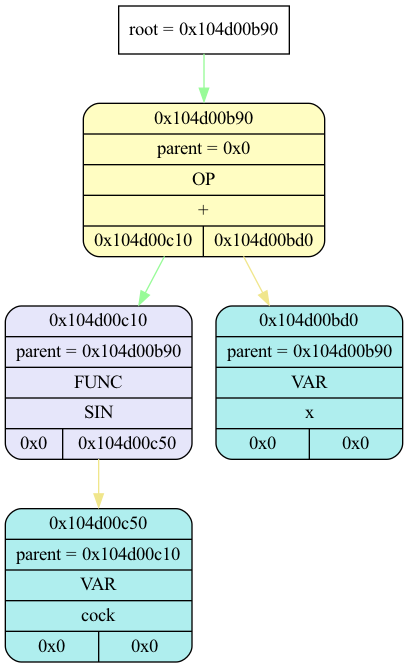 root = 0x104d00b90
0x104d00b90
parent = 0x0
OP
+
0x104d00c10 0x104d00bd0
0x104d00c10
parent = 0x104d00b90
FUNC
SIN
0x0 0x104d00c50
0x104d00bd0
parent = 0x104d00b90
VAR
x
0x0 0x0
0x104d00c50
parent = 0x104d00c10
VAR
cock
0x0 0x0